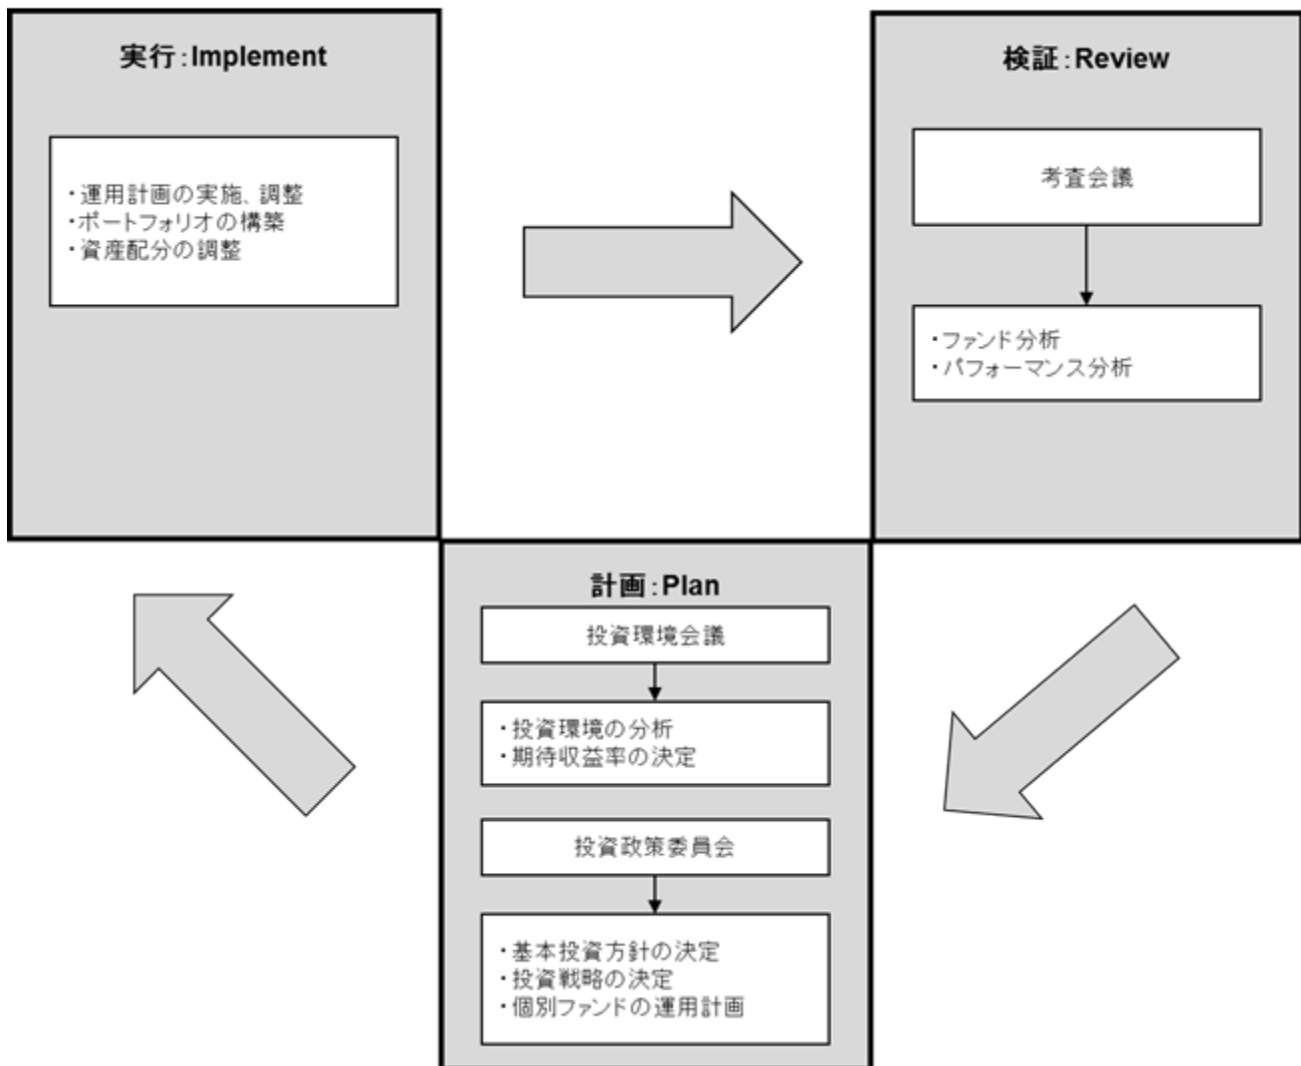 実行:Implement
・運用計画の実施、調整
・ポートフォリオの構築
・資産配分の調整
検証:Review
考査会議
・ファンド分析
・パフォーマンス分析
計画:Plan
投資環境会議
・投資環境の分析
・期待収益率の決定
投資政策委員会
・基本投資方針の決定
・投資戦略の決定
・個別ファンドの運用計画